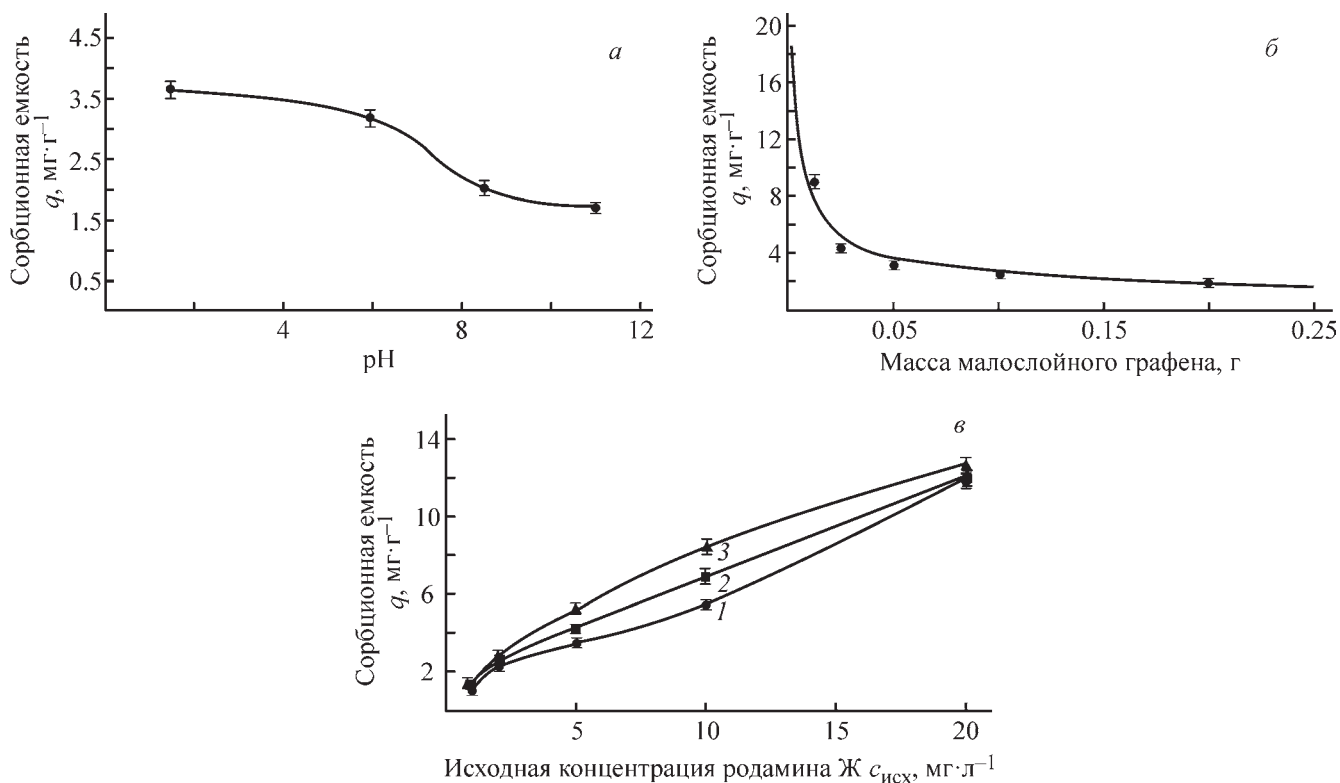 Сорбционная емкость
q, мг·г⁻¹
4.5
3.5
2.5
1.5
0.5
4
8
12
pH
а
Сорбционная емкость
q, мг·г⁻¹
20
16
12
8
4
0.05
0.15
0.25
Масса малослойного графена, г
б
Сорбционная емкость
q, мг·г⁻¹
14
10
6
2
5
10
15
20
3
2
1
в
Исходная концентрация родамина Ж cисх, мг·л⁻¹